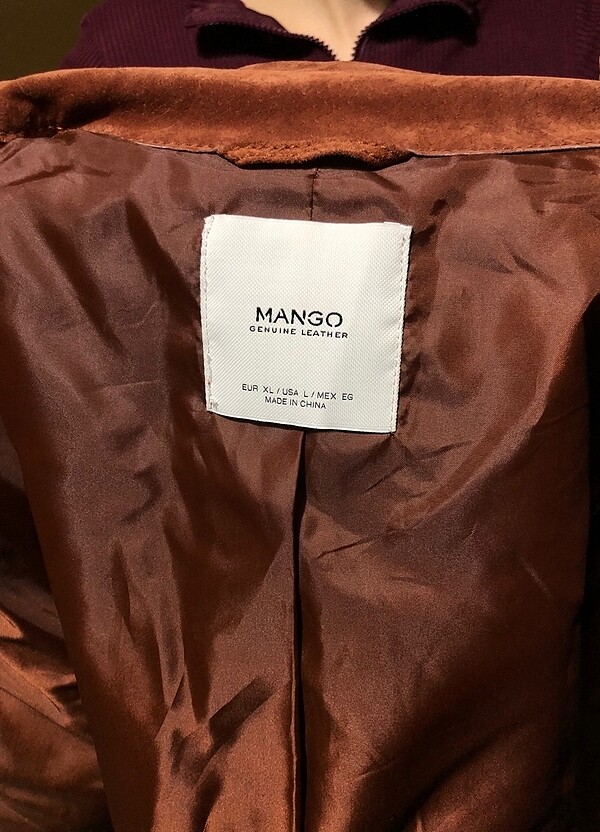 MANGO
GENUINE LEATHER
EUR XL / USA L / MEX EG
MADE IN CHINA